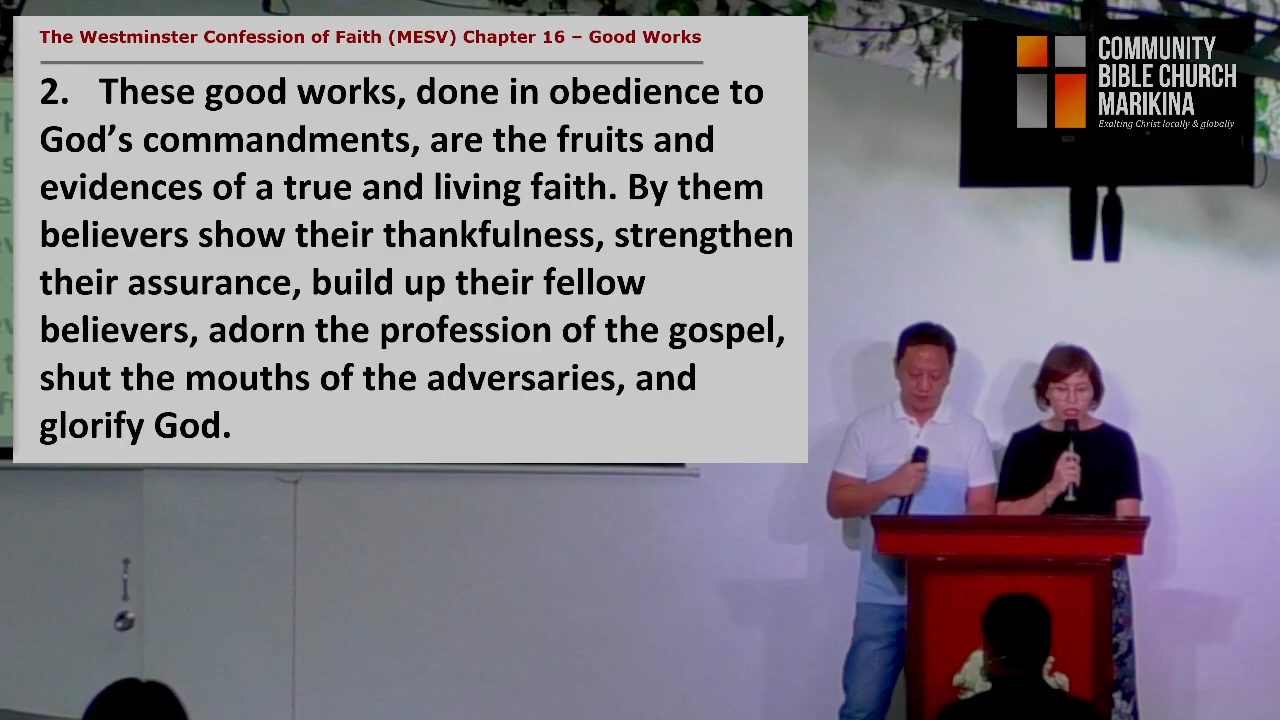 The Westminster Confession of Faith (MESV) Chapter 16 – Good Works
2. These good works, done in obedience to
God's commandments, are the fruits and
evidences of a true and living faith. By them
believers show their thankfulness, strengthen
their assurance, build up their fellow
believers, adorn the profession of the gospel,
shut the mouths of the adversaries, and
glorify God.
COMMUNITY
BIBLE CHURCH
MARIKINA
Exalting Christ locally & globally